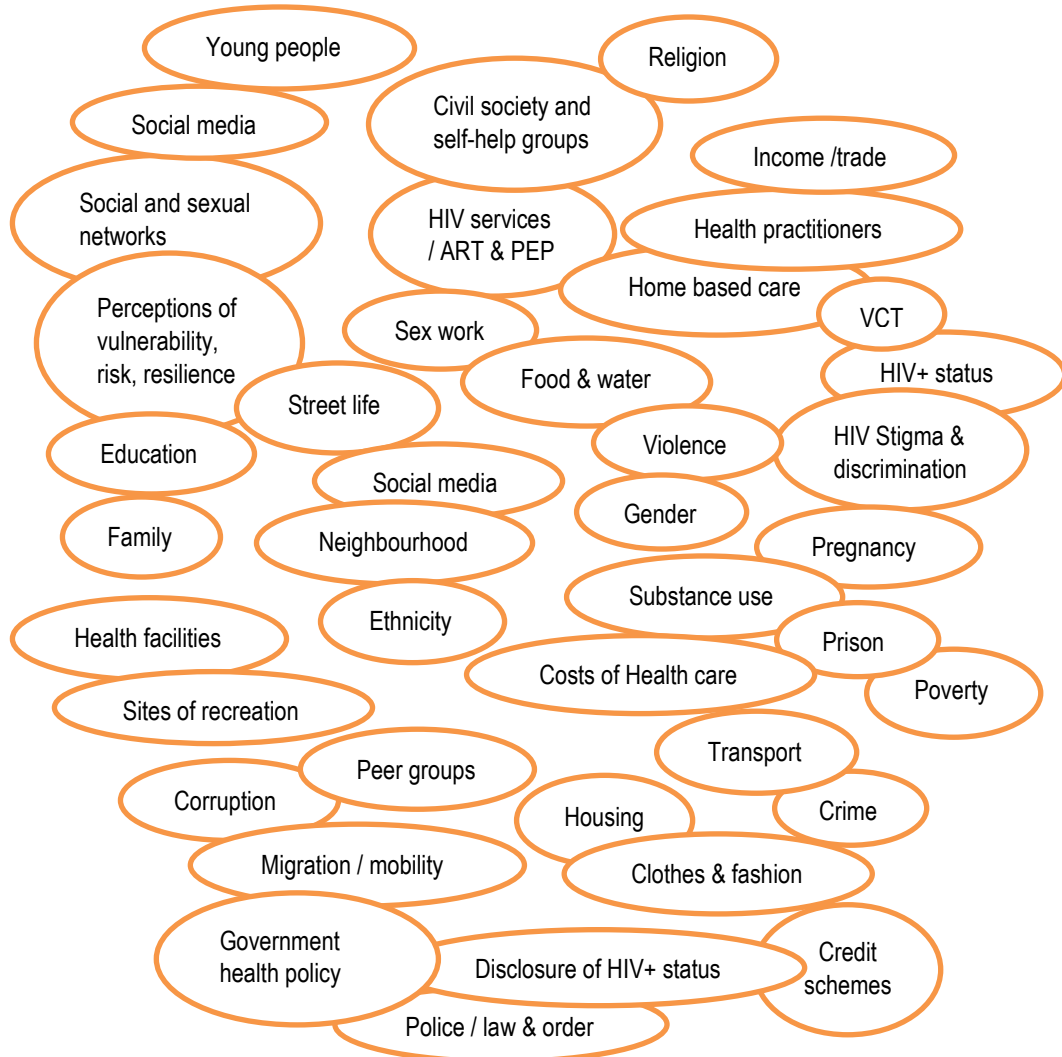 Young people
Religion
Social media
Civil society and
self-help groups
Income /trade
Social and sexual
networks
HIV services
/ ART & PEP
Health practitioners
Home based care
VCT
Perceptions of
vulnerability,
risk, resilience
Sex work
Food & water
HIV+ status
Street life
Violence
HIV Stigma &
discrimination
Education
Social media
Gender
Family
Neighbourhood
Pregnancy
Substance use
Ethnicity
Health facilities
Prison
Costs of Health care
Poverty
Sites of recreation
Transport
Peer groups
Corruption
Housing
Crime
Migration / mobility
Clothes & fashion
Government
health policy
Disclosure of HIV+ status
Credit
schemes
Police / law & order